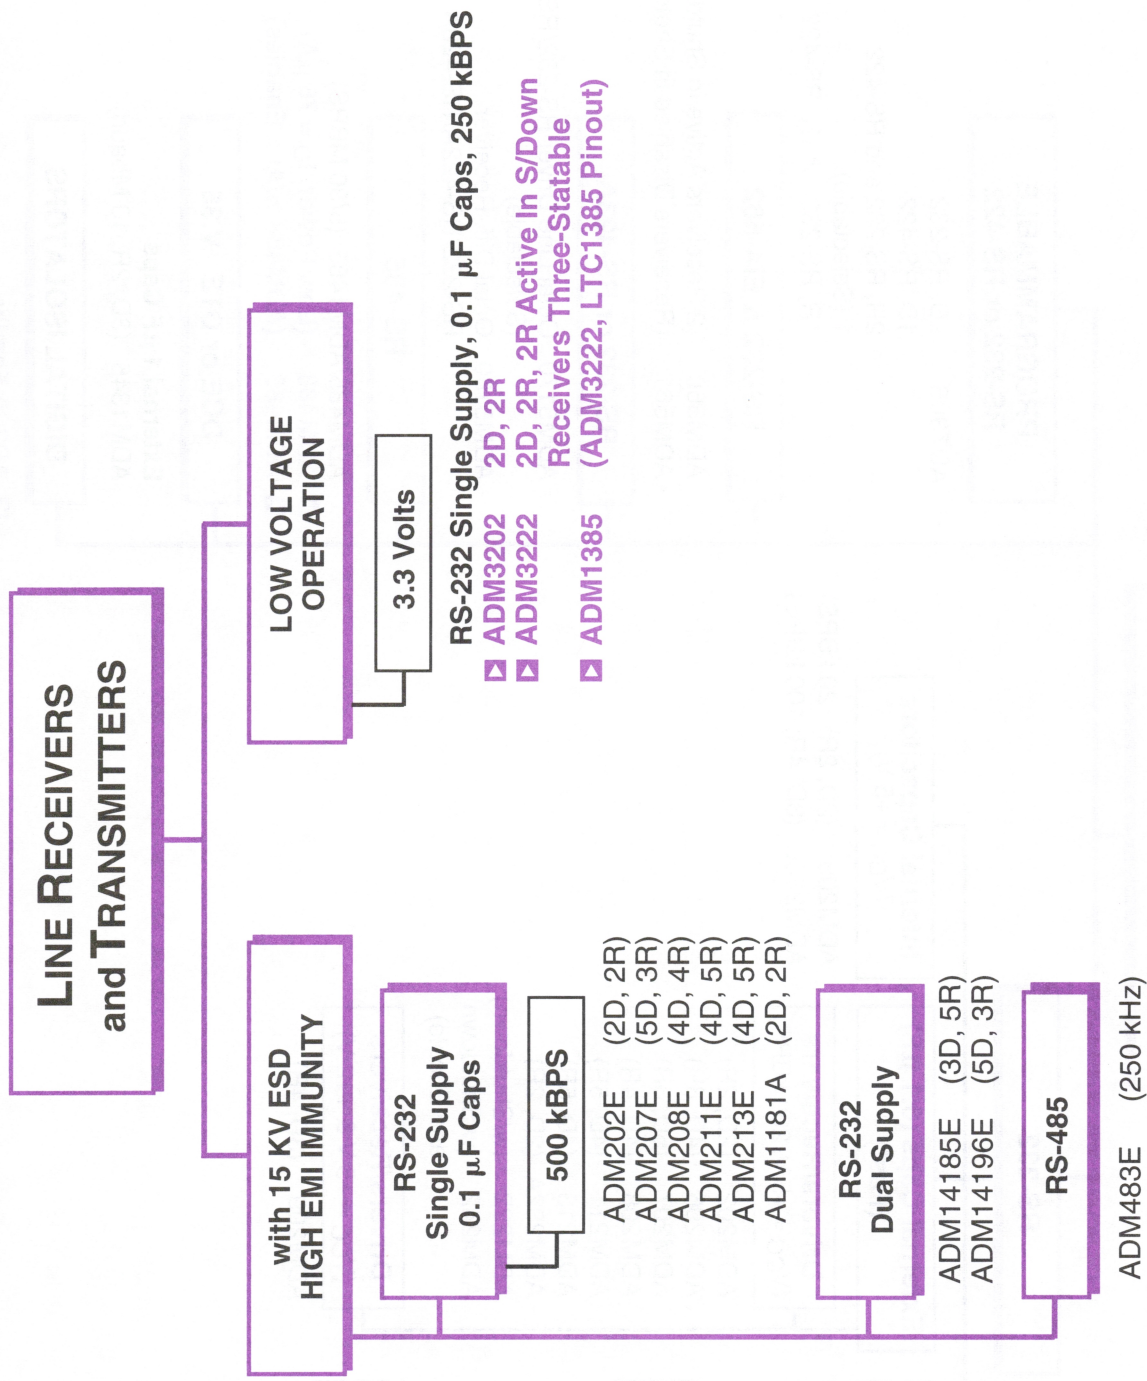 LINE RECEIVERS
and TRANSMITTERS
with 15 KV ESD
HIGH EMI IMMUNITY
RS-232
Single Supply
0.1 μF Caps
500 kBPS
ADM202E (2D, 2R)
ADM207E (5D, 3R)
ADM208E (4D, 4R)
ADM211E (4D, 5R)
ADM213E (4D, 5R)
ADM1181A (2D, 2R)
RS-232
Dual Supply
ADM14185E (3D, 5R)
ADM14196E (5D, 3R)
RS-485
ADM483E (250 kHz)
LOW VOLTAGE
OPERATION
3.3 Volts
RS-232 Single Supply, 0.1 μF Caps, 250 kBPS
ADM3202 2D, 2R
ADM3222 2D, 2R, 2R Active In S/Down
Receivers Three-Statable
ADM1385 (ADM3222, LTC1385 Pinout)